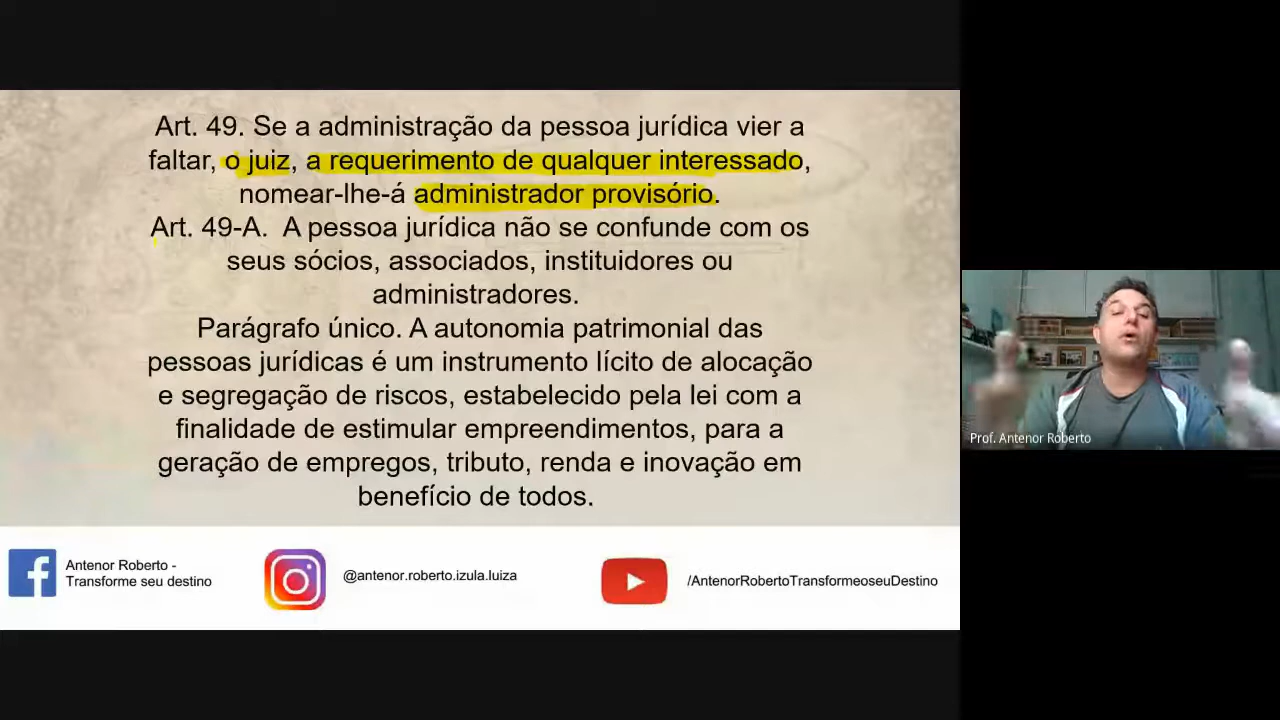 Art. 49. Se a administração da pessoa jurídica vier a
faltar, o juiz, a requerimento de qualquer interessado,
nomear-lhe-á administrador provisório.
Art. 49-A.  A pessoa jurídica não se confunde com os
seus sócios, associados, instituidores ou
administradores.
Parágrafo único. A autonomia patrimonial das
pessoas jurídicas é um instrumento lícito de alocação
e segregação de riscos, estabelecido pela lei com a
finalidade de estimular empreendimentos, para a
geração de empregos, tributo, renda e inovação em
benefício de todos.
Prof. Antenor Roberto
Antenor Roberto -
Transforme seu destino
@antenor.roberto.izula.luiza
/AntenorRobertoTransformeoseuDestino